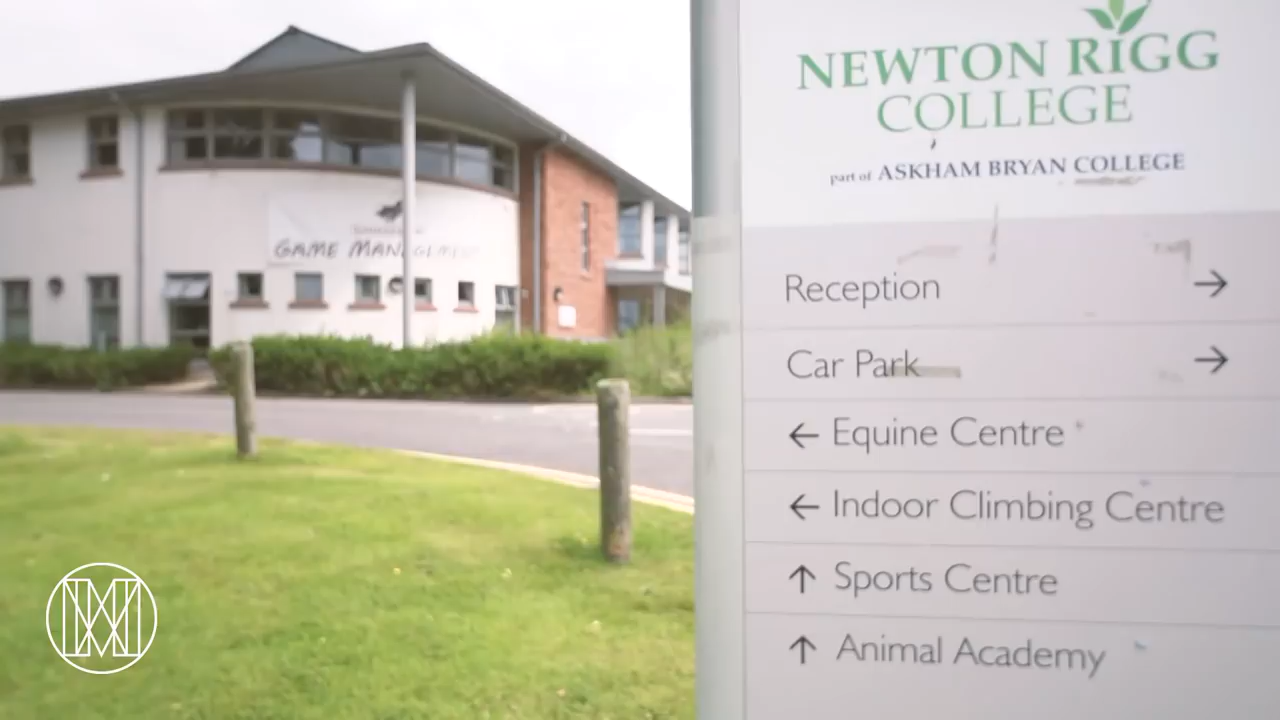 NEWTON RIGG
COLLEGE
part of ASKHAM BRYAN COLLEGE
Reception →
Car Park →
← Equine Centre
← Indoor Climbing Centre
↑ Sports Centre
↑ Animal Academy
GAME MANAGEMENT